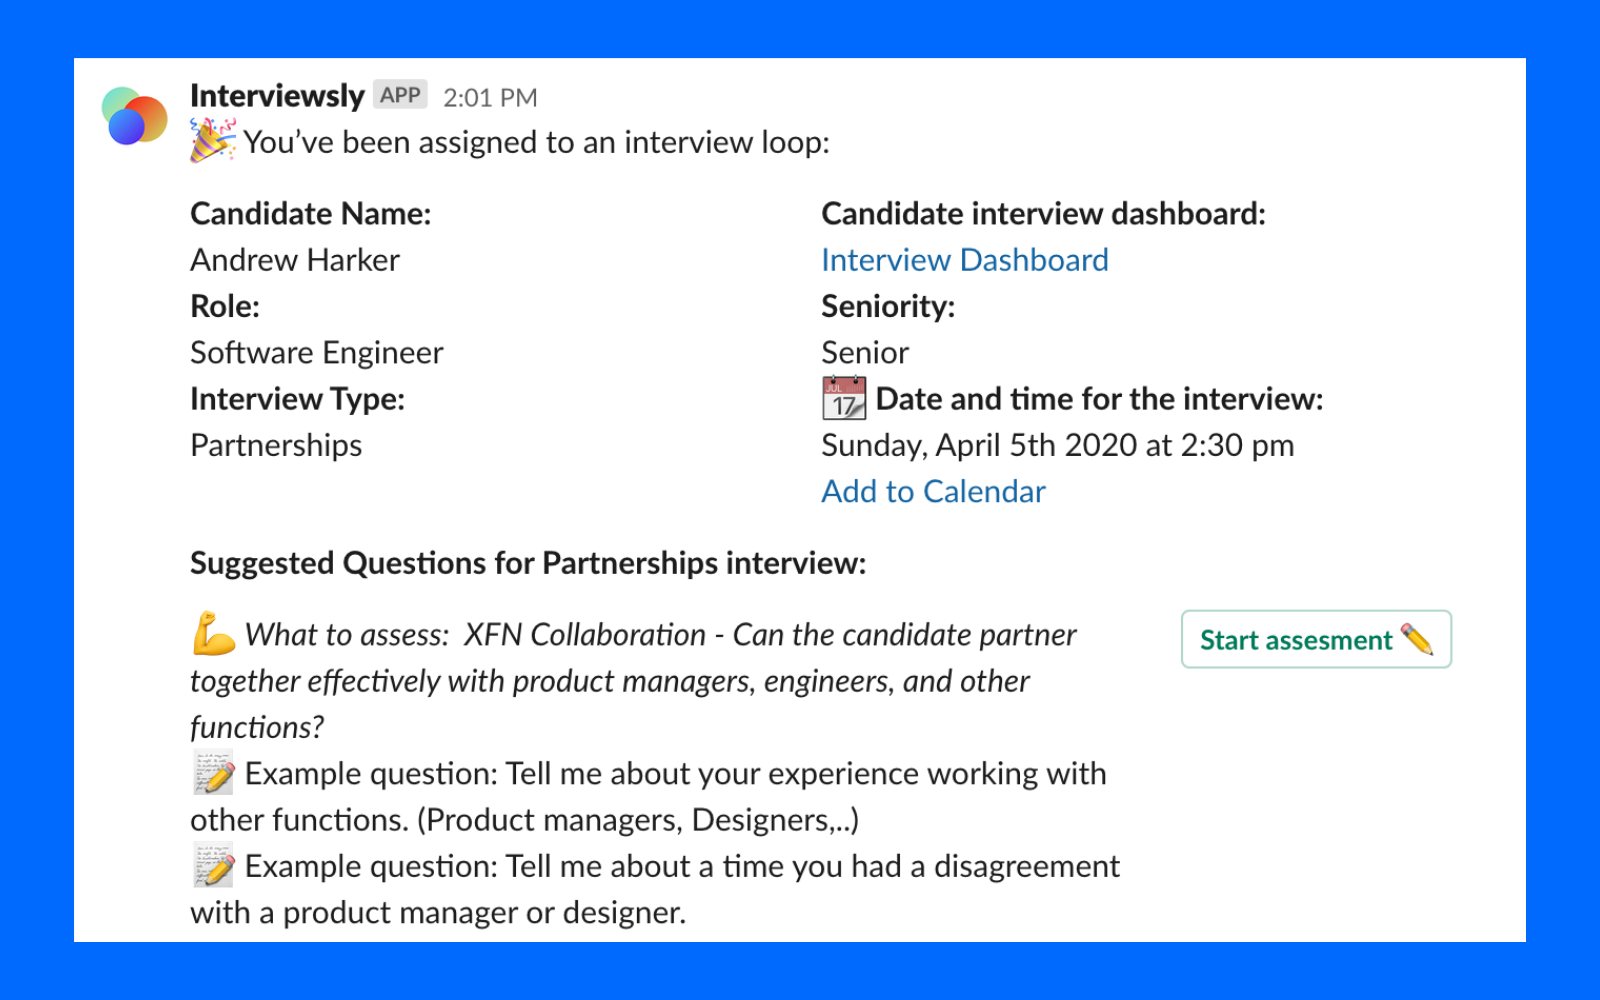 Interviewsly APP 2:01 PM
🎉 You’ve been assigned to an interview loop:
Candidate Name:
Andrew Harker
Role:
Software Engineer
Interview Type:
Partnerships
Candidate interview dashboard:
Interview Dashboard
Seniority:
Senior
JUL
17
Date and time for the interview:
Sunday, April 5th 2020 at 2:30 pm
Add to Calendar
Suggested Questions for Partnerships interview:
💪 What to assess:  XFN Collaboration - Can the candidate partner
together effectively with product managers, engineers, and other
functions?
📝 Example question: Tell me about your experience working with
other functions. (Product managers, Designers,..)
📝 Example question: Tell me about a time you had a disagreement
with a product manager or designer.
Start assesment ✏️